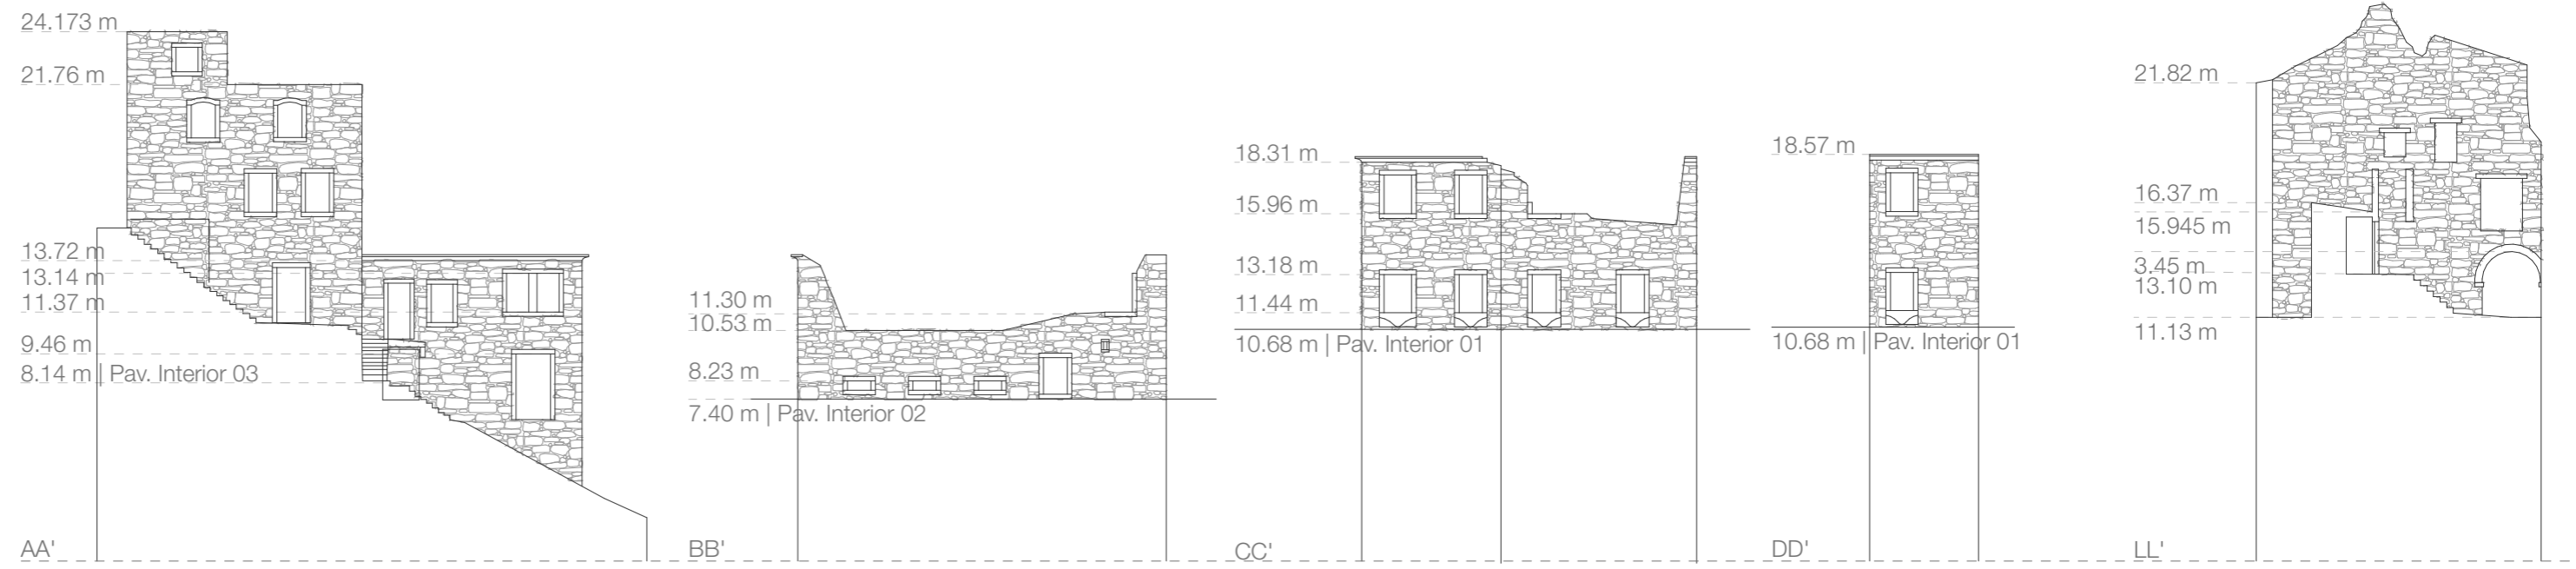 24.173 m
21.76 m
13.72 m
13.14 m
11.37 m
9.46 m
8.14 m | Pav. Interior 03
AA'
11.30 m
10.53 m
8.23 m
7.40 m | Pav. Interior 02
BB'
18.31 m
15.96 m
13.18 m
11.44 m
10.68 m | Pav. Interior 01
CC'
18.57 m
10.68 m | Pav. Interior 01
DD'
21.82 m
16.37 m
15.945 m
3.45 m
13.10 m
11.13 m
LL'